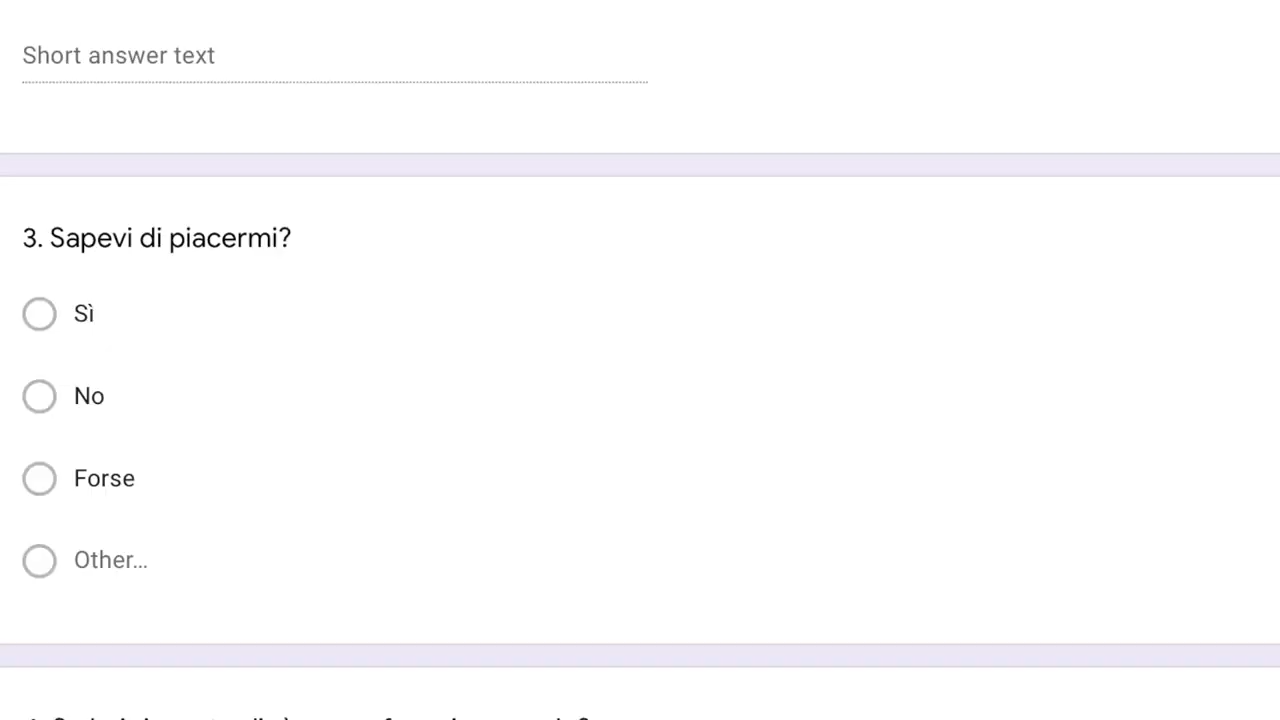 Short answer text
3. Sapevi di piacermi?
Sì
No
Forse
Other...